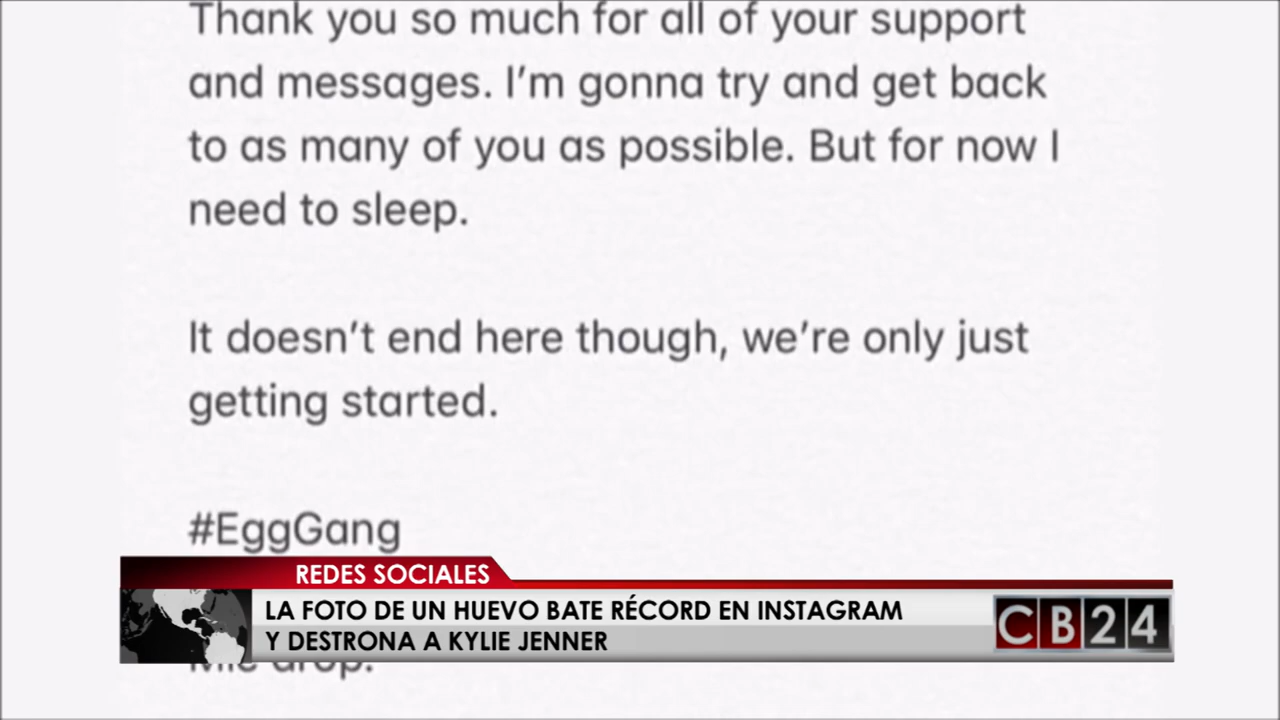 Thank you so much for all of your support
and messages. I’m gonna try and get back
to as many of you as possible. But for now I
need to sleep.
It doesn’t end here though, we’re only just
getting started.
#EggGang
REDES SOCIALES
LA FOTO DE UN HUEVO BATE RÉCORD EN INSTAGRAM
Y DESTRONA A KYLIE JENNER
CB24
Mic drop.